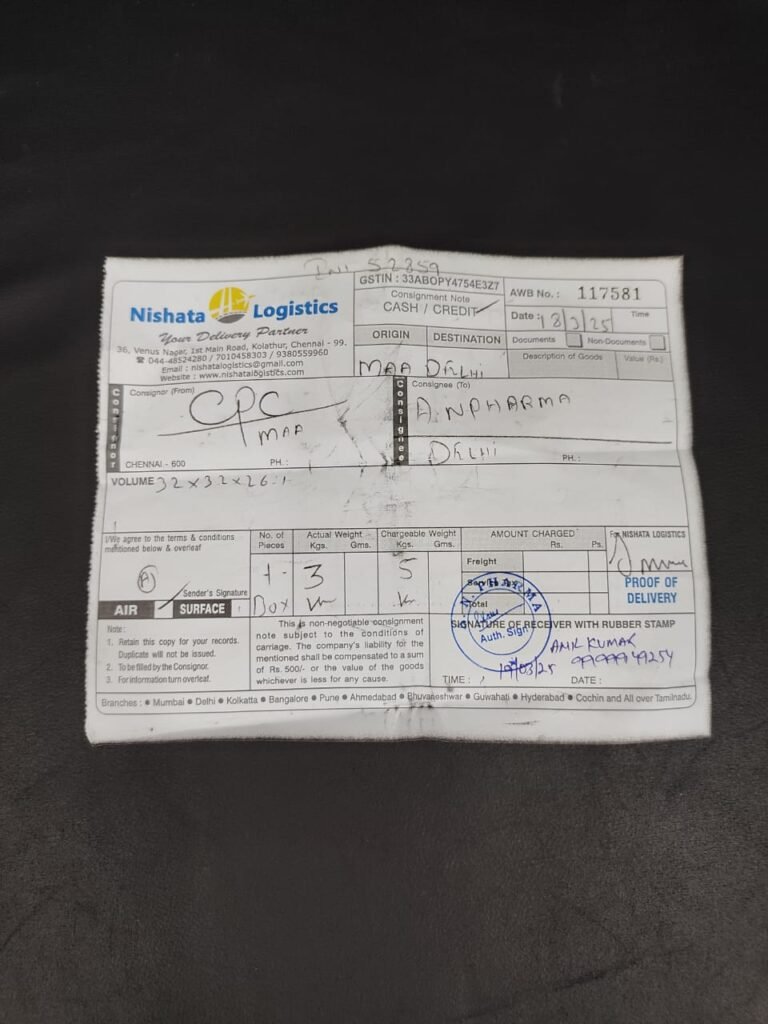 INV 52859
Nishata Logistics
Your Delivery Partner
36, Venus Nagar, 1st Main Road, Kolathur, Chennai - 99.
☎ 044-48524280 / 7010458303 / 9380559960
Email : nishatalogistics@gmail.com
Website : www.nishatalogistics.com
GSTIN : 33ABOPY4754E3Z7
Consignment Note
CASH / CREDIT
AWB No. : 117581
Date : 18/3/25 Time
ORIGIN DESTINATION
MAA DELHI
Documents Non-Documents
Description of Goods Value (Rs.)
Consignor
Consignor (From)
CPC
MAA
CHENNAI - 600 PH. :
Consignee
Consignee (To)
A.N PHARMA
DELHI
PH. :
VOLUME 32 x 32 x 26 : 1
I/We agree to the terms & conditions
mentioned below & overleaf
Sender's Signature
AIR SURFACE
No. of Pieces
1
Box
Actual Weight
Kgs. Gms.
3
Chargeable Weight
Kgs. Gms.
5
AMOUNT CHARGED
Rs. Ps.
Freight
Total
For NISHATA LOGISTICS
PROOF OF
DELIVERY
Note :
1. Retain this copy for your records.
Duplicate will not be issued.
2. To be filled by the Consignor.
3. For information turn overleaf.
This is non-negotiable consignment
note subject to the conditions of
carriage. The company's liability for the
mentioned shall be compensated to a sum
of Rs. 500/- or the value of the goods
whichever is less for any cause.
SIGNATURE OF RECEIVER WITH RUBBER STAMP
A.N. PHARMA
Auth. Sign
ANIL KUMAR
19/03/25
TIME : DATE :
Branches : ● Mumbai ● Delhi ● Kolkatta ● Bangalore ● Pune ● Ahmedabad ● Bhuvaneshwar ● Guwahati ● Hyderabad ● Cochin and All over Tamilnadu.